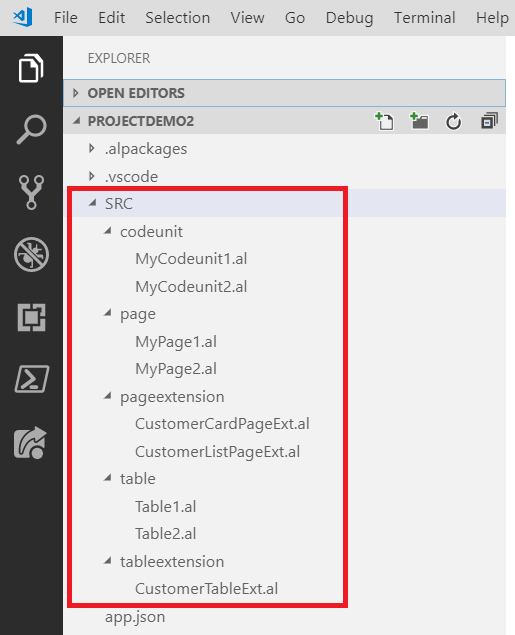 File Edit Selection View Go Debug Terminal Help
EXPLORER
OPEN EDITORS
PROJECTDEMO2
.alpackages
.vscode
SRC
codeunit
MyCodeunit1.al
MyCodeunit2.al
page
MyPage1.al
MyPage2.al
pageextension
CustomerCardPageExt.al
CustomerListPageExt.al
table
Table1.al
Table2.al
tableextension
CustomerTableExt.al
app.json